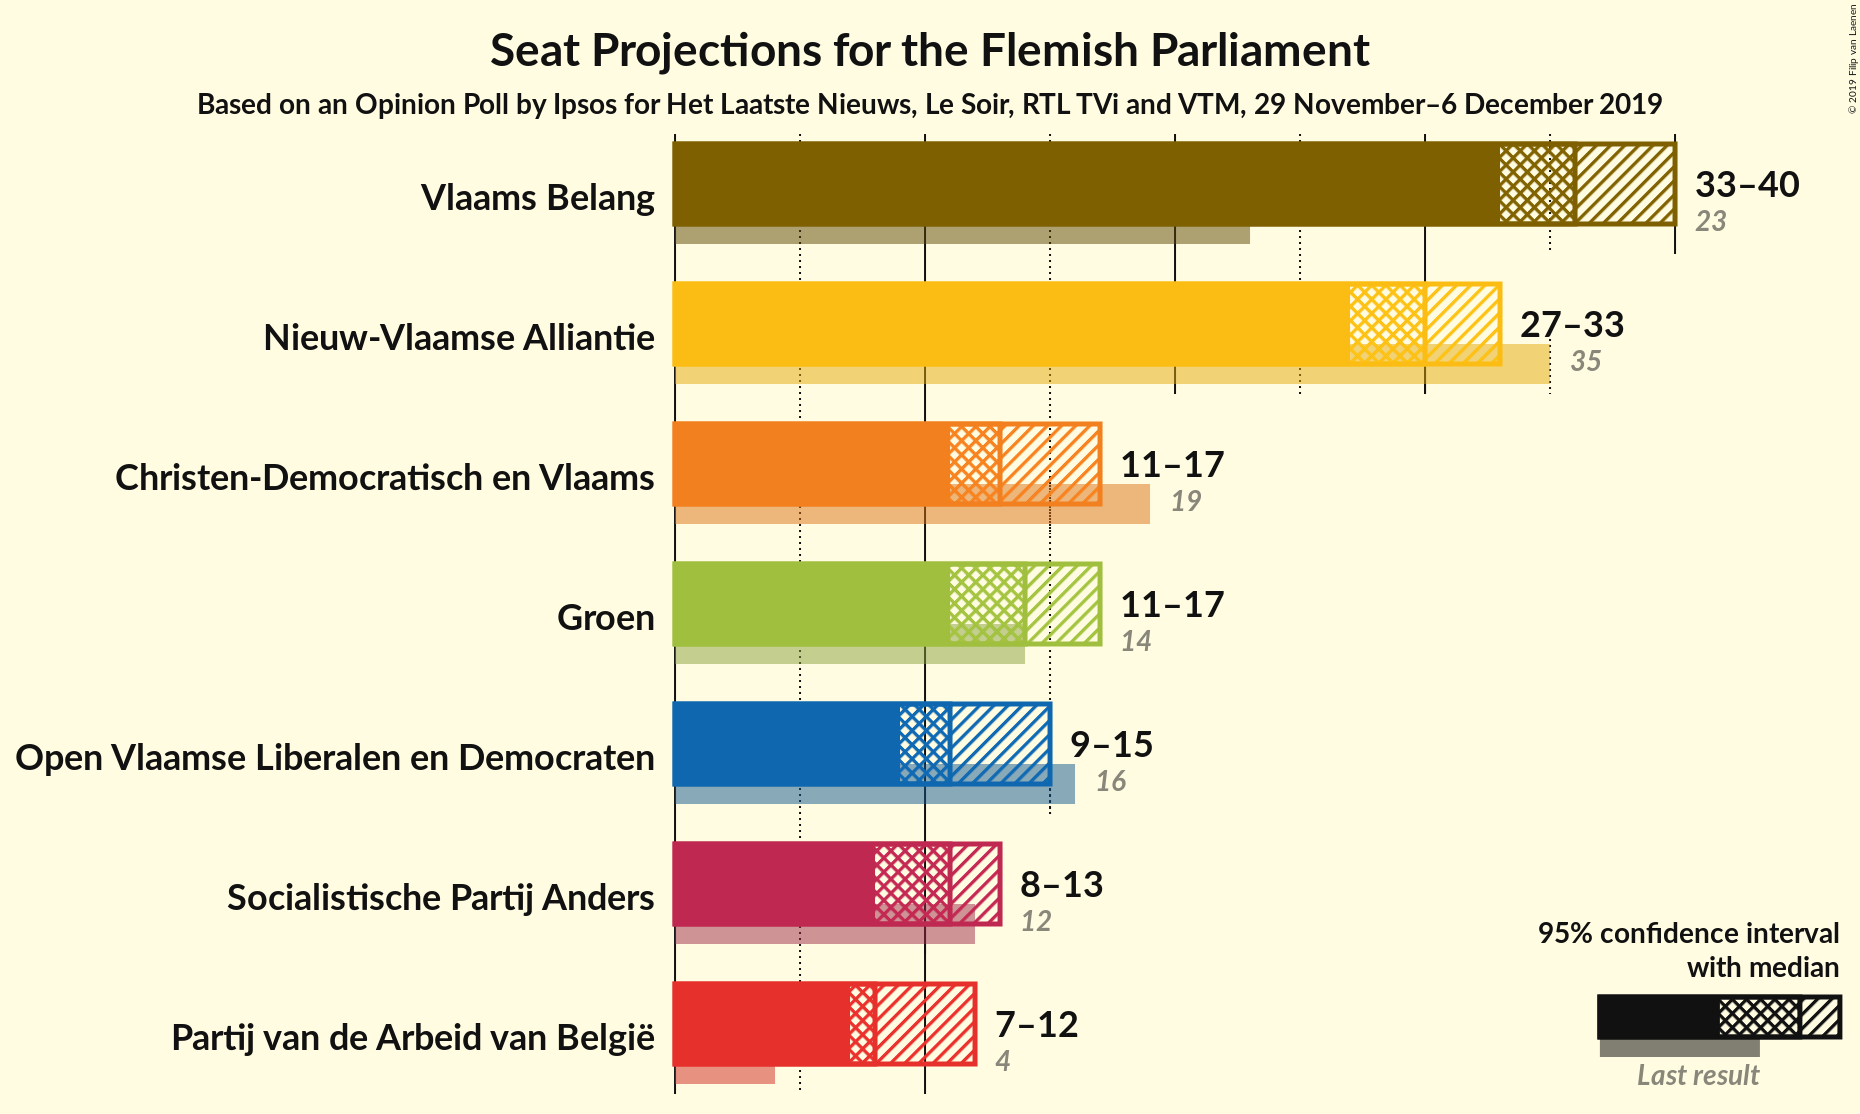 Seat Projections for the Flemish Parliament
Based on an Opinion Poll by Ipsos for Het Laatste Nieuws, Le Soir, RTL TVi and VTM, 29 November–6 December 2019
© 2019 Filip van Laenen
Vlaams Belang
33–40
23
Nieuw-Vlaamse Alliantie
27–33
35
Christen-Democratisch en Vlaams
11–17
19
Groen
11–17
14
Open Vlaamse Liberalen en Democraten
9–15
16
Socialistische Partij Anders
8–13
12
Partij van de Arbeid van België
7–12
4
95% confidence interval
with median
Last result